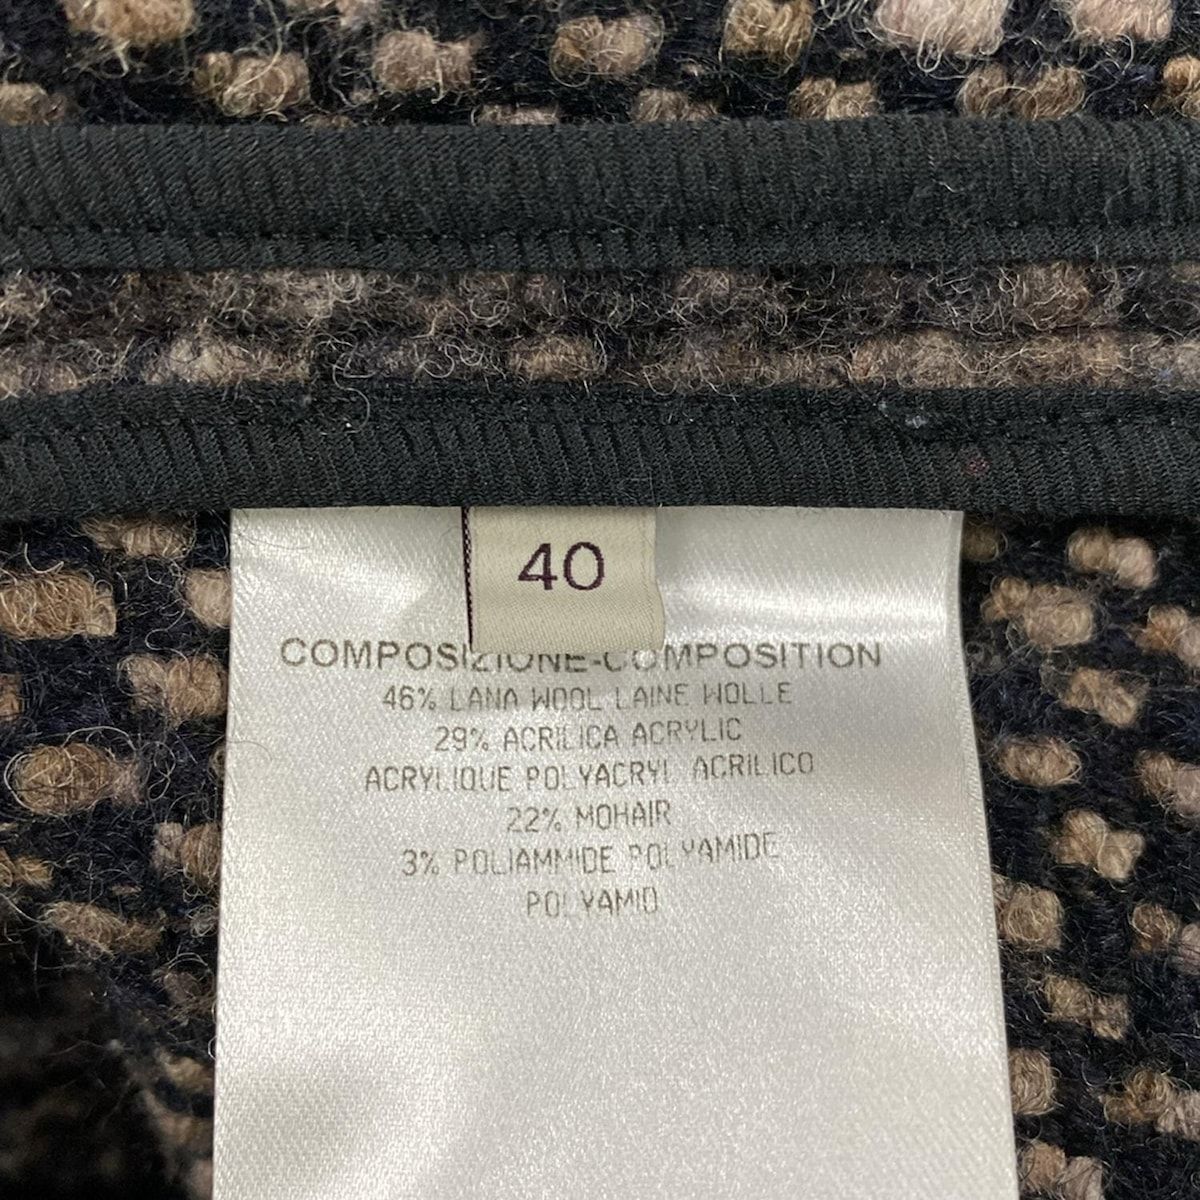 40
COMPOSIZIONE-COMPOSITION
46% LANA WOOL LAINE WOLLE
29% ACRILICA ACRYLIC
ACRYLIQUE POLYACRYL ACRILICO
22% MOHAIR
3% POLIAMMIDE POLYAMIDE
POLYAMID